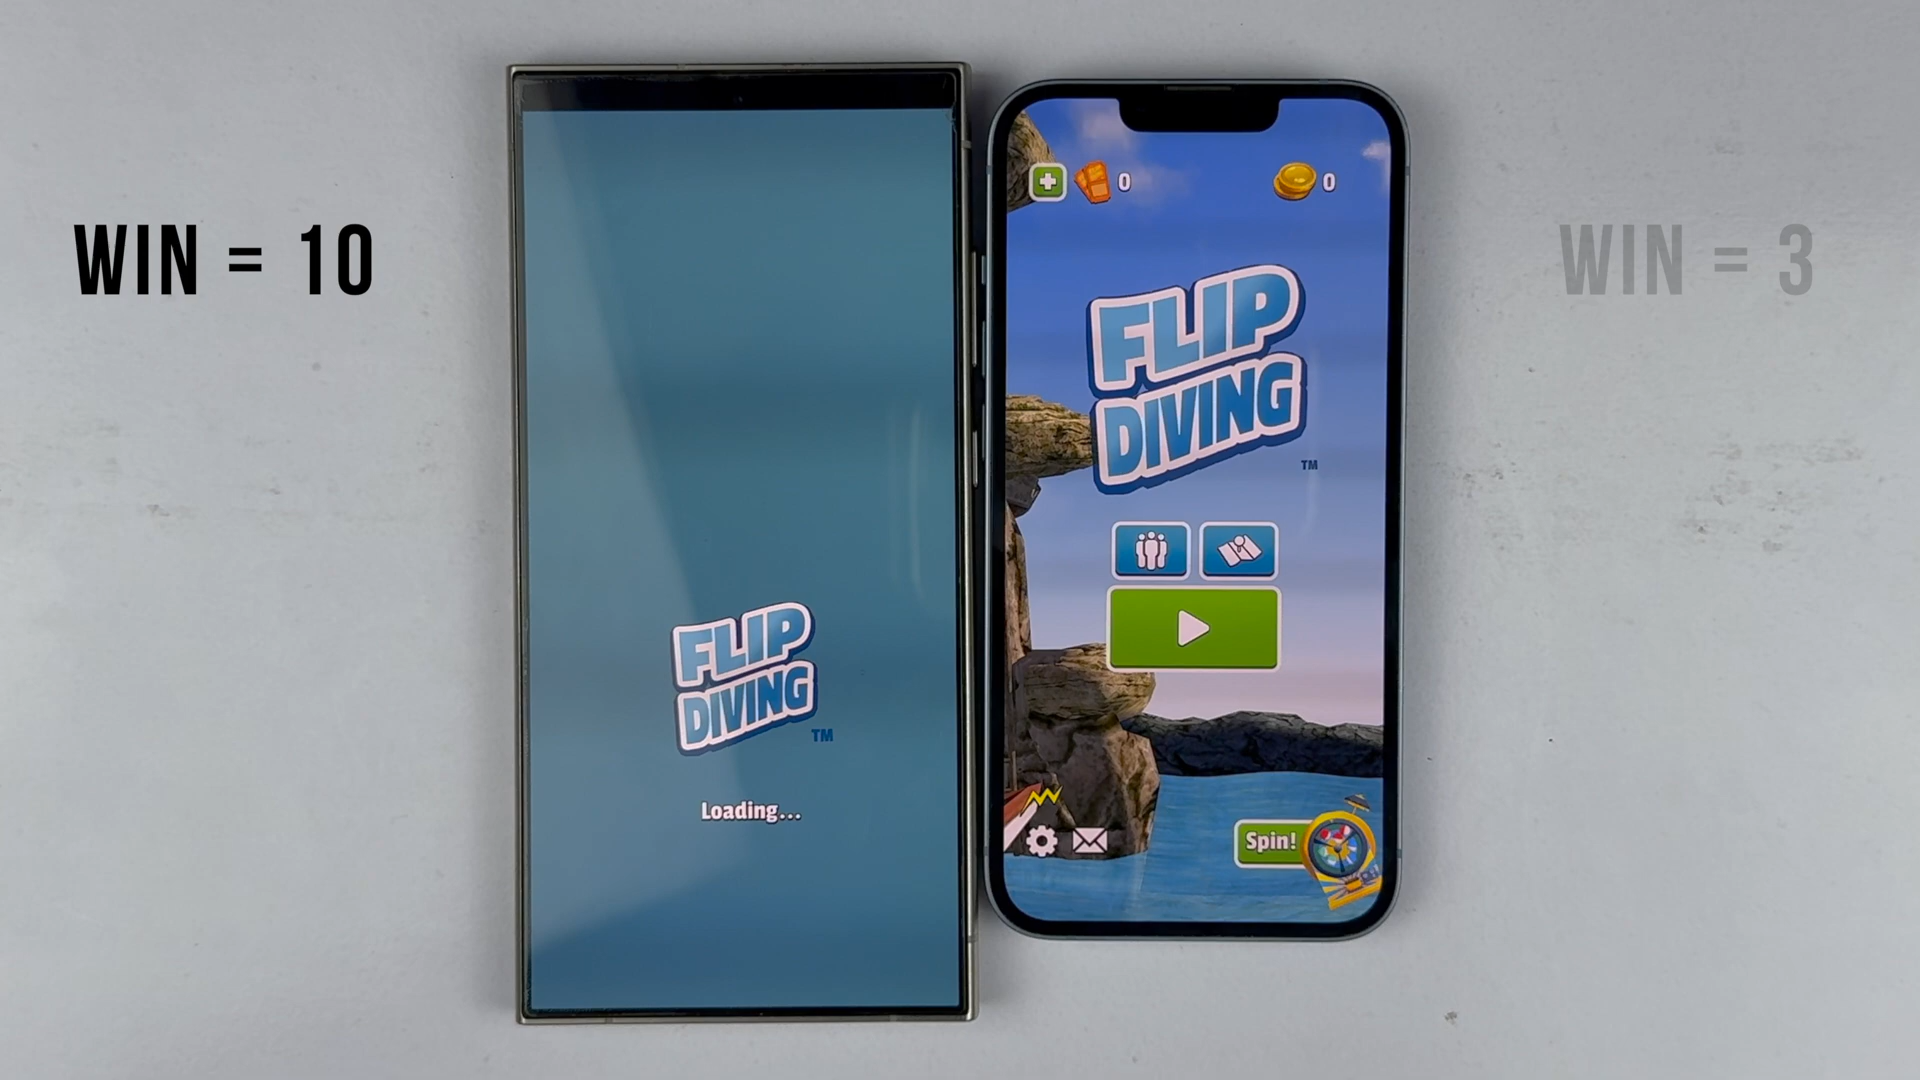 WIN = 10
WIN = 3
FLIP
DIVING
TM
Loading...
0
0
FLIP
DIVING
TM
Spin!